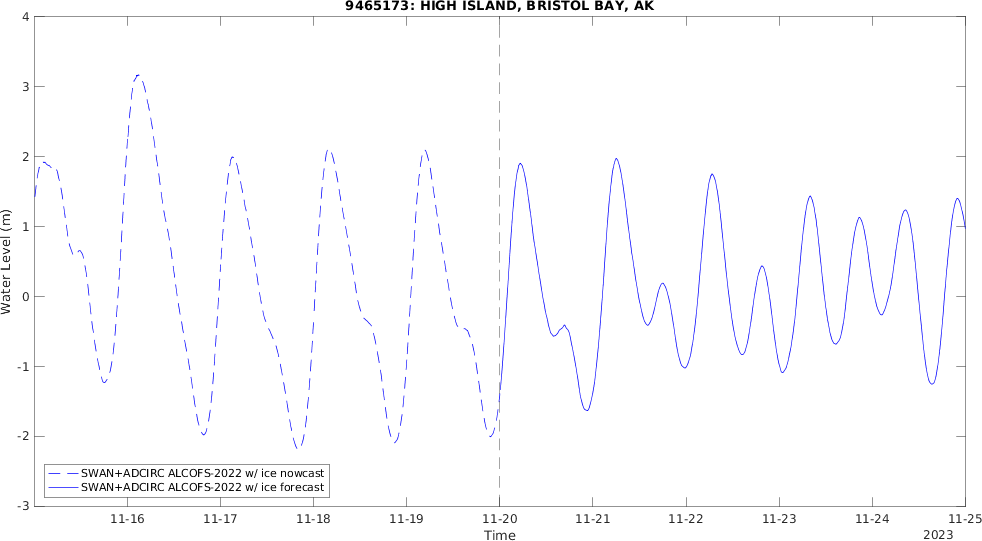 9465173: HIGH ISLAND, BRISTOL BAY, AK
4
3
2
1
0
-1
-2
-3
Water Level (m)
SWAN+ADCIRC ALCOFS-2022 w/ ice nowcast
SWAN+ADCIRC ALCOFS-2022 w/ ice forecast
11-16 11-17 11-18 11-19 11-20 11-21 11-22 11-23 11-24 11-25
Time
2023